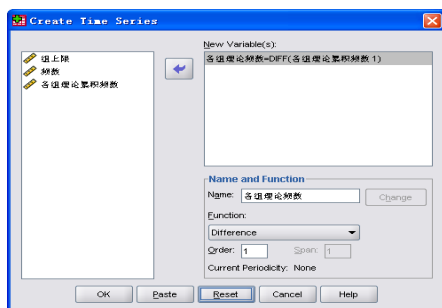 Create Time Series
New Variable(s):
组上限
频数
各组理论累积频数
各组理论频数=DIFF(各组理论累积频数 1)
Name and Function
Name: 各组理论频数 Change
Function:
Difference
Order: 1 Span: 1
Current Periodicity: None
OK Paste Reset Cancel Help